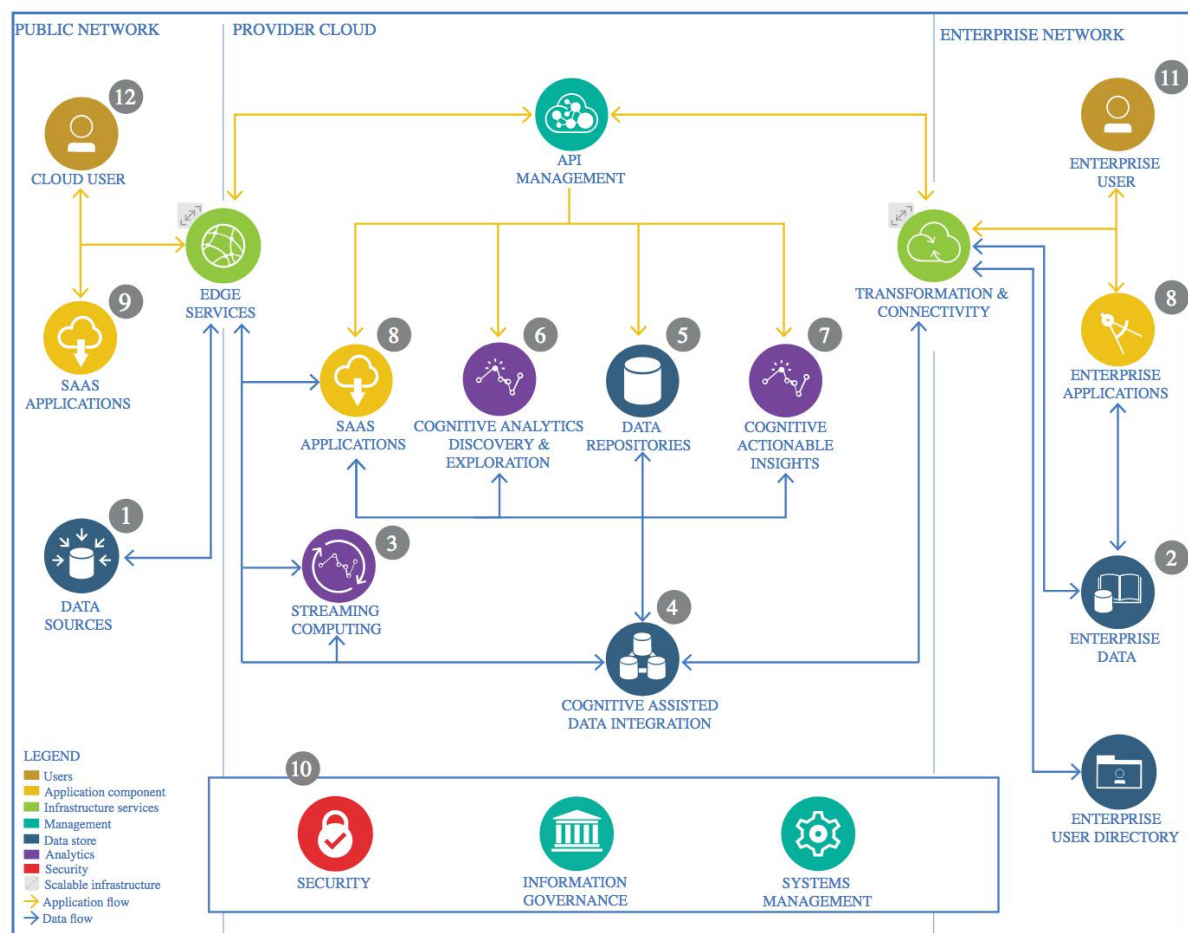 PUBLIC NETWORK
PROVIDER CLOUD
ENTERPRISE NETWORK
12
CLOUD USER
API
MANAGEMENT
11
ENTERPRISE
USER
EDGE
SERVICES
TRANSFORMATION &
CONNECTIVITY
9
SAAS
APPLICATIONS
8
SAAS
APPLICATIONS
6
COGNITIVE ANALYTICS
DISCOVERY &
EXPLORATION
5
DATA
REPOSITORIES
7
COGNITIVE
ACTIONABLE
INSIGHTS
8
ENTERPRISE
APPLICATIONS
1
DATA
SOURCES
3
STREAMING
COMPUTING
4
COGNITIVE ASSISTED
DATA INTEGRATION
2
ENTERPRISE
DATA
ENTERPRISE
USER DIRECTORY
LEGEND
Users
Application component
Infrastructure services
Management
Data store
Analytics
Security
Scalable infrastructure
Application flow
Data flow
10
SECURITY
INFORMATION
GOVERNANCE
SYSTEMS
MANAGEMENT